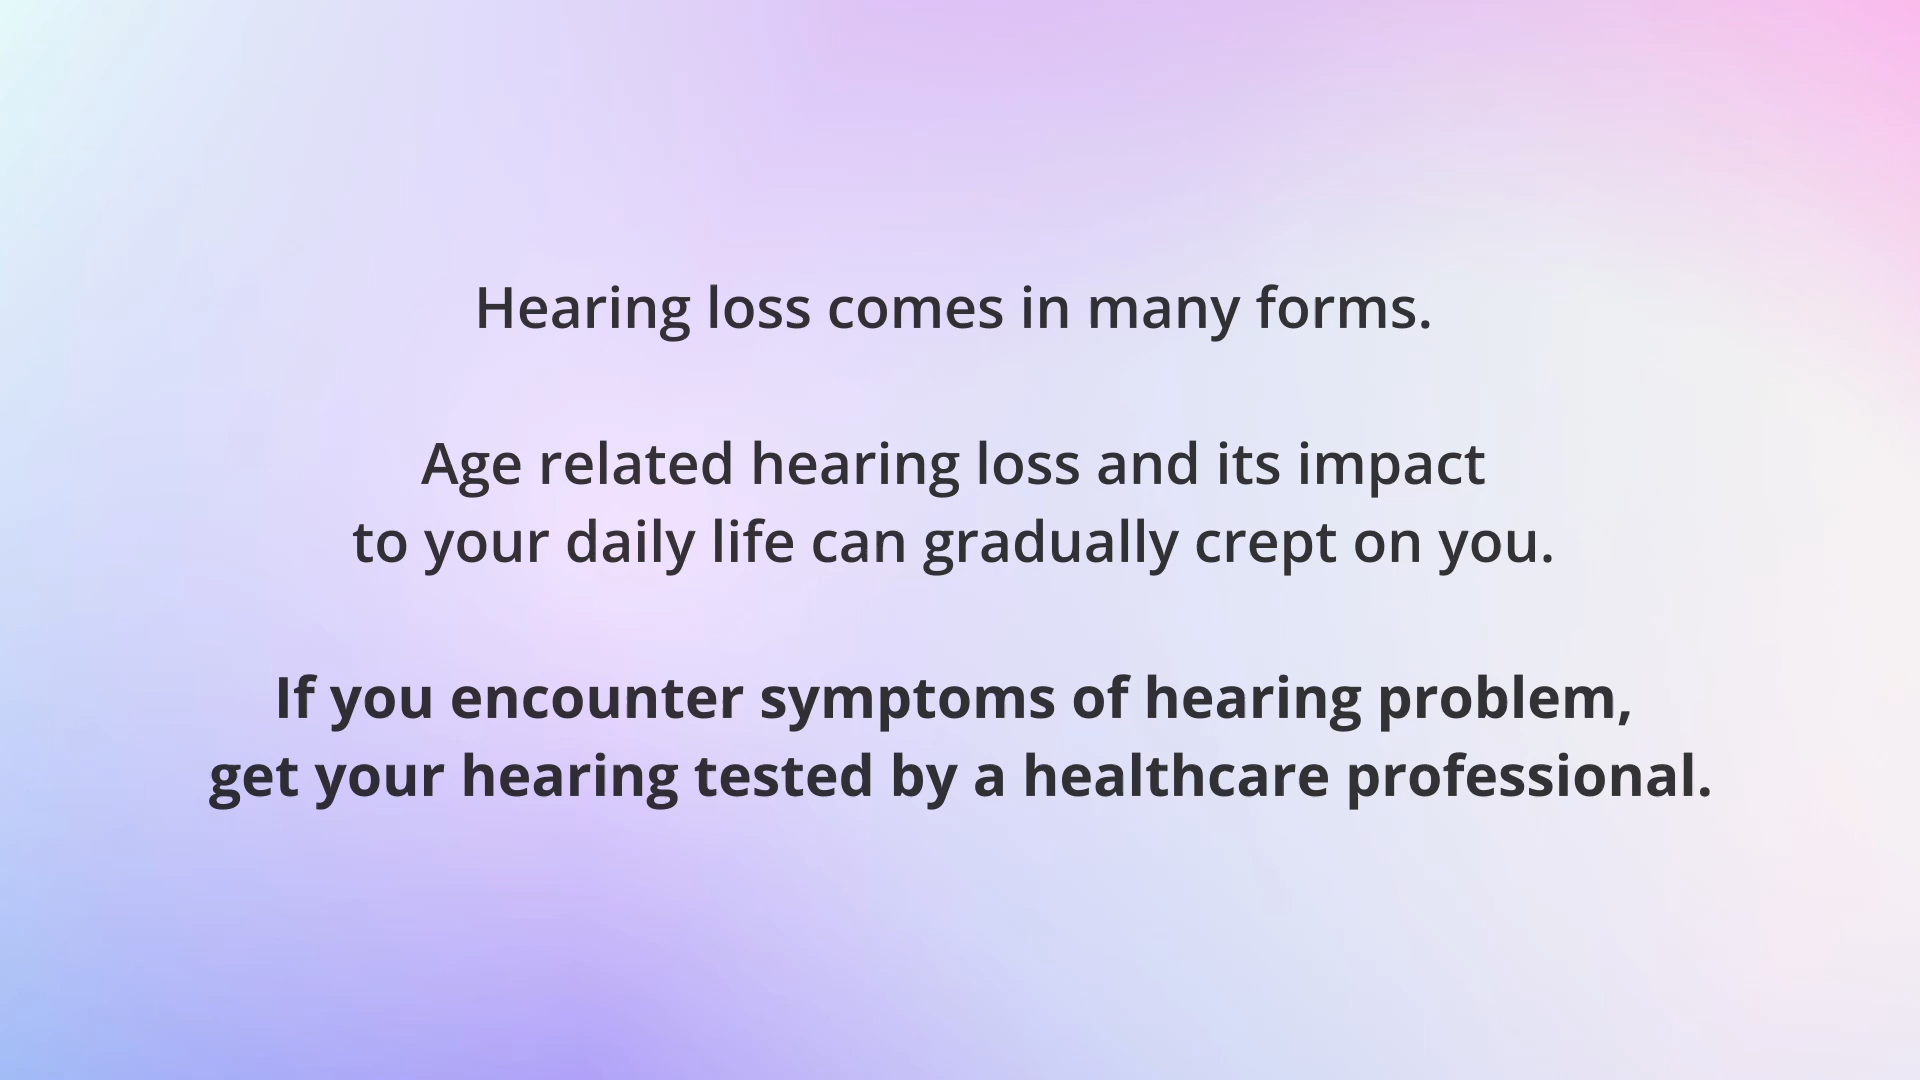 Hearing loss comes in many forms.
Age related hearing loss and its impact
to your daily life can gradually crept on you.
If you encounter symptoms of hearing problem,
get your hearing tested by a healthcare professional.